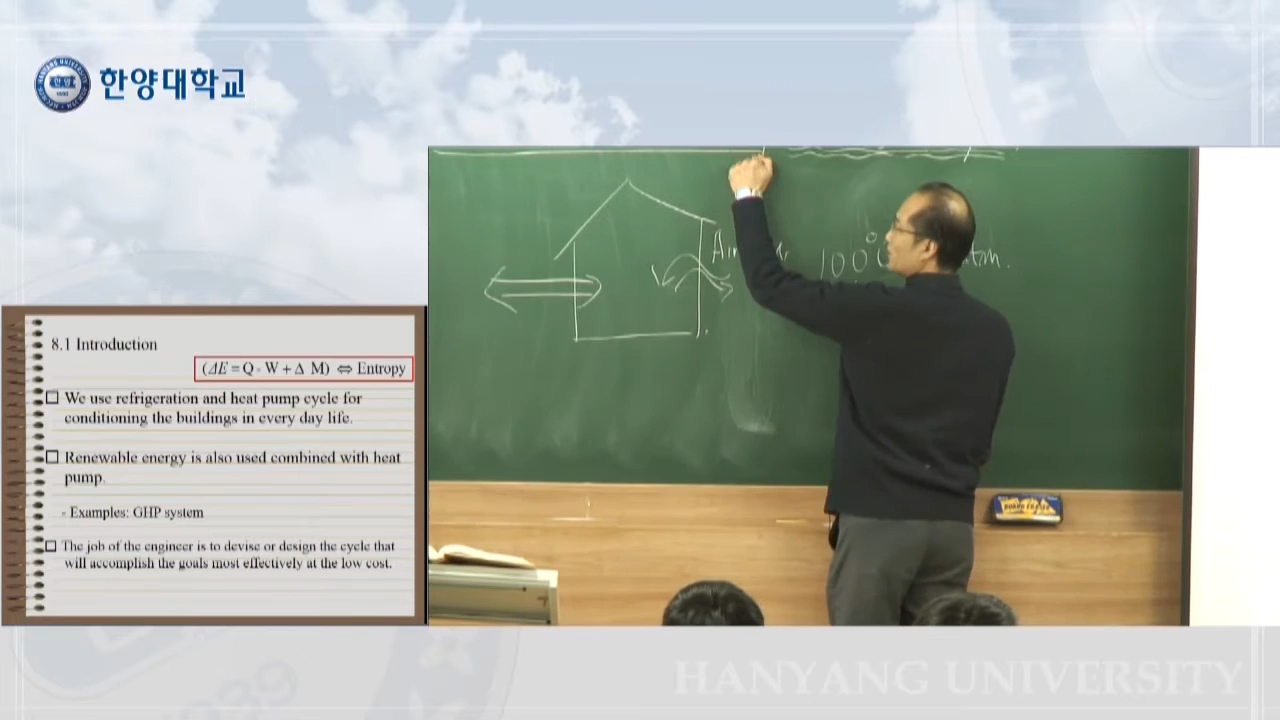 한양대학교
8.1 Introduction
(ΔE = Q - W + Δ M) ⇔ Entropy
□ We use refrigeration and heat pump cycle for
conditioning the buildings in every day life.
□ Renewable energy is also used combined with heat
pump.
- Examples: GHP system
□ The job of the engineer is to devise or design the cycle that
will accomplish the goals most effectively at the low cost.
100°
HANYANG UNIVERSITY